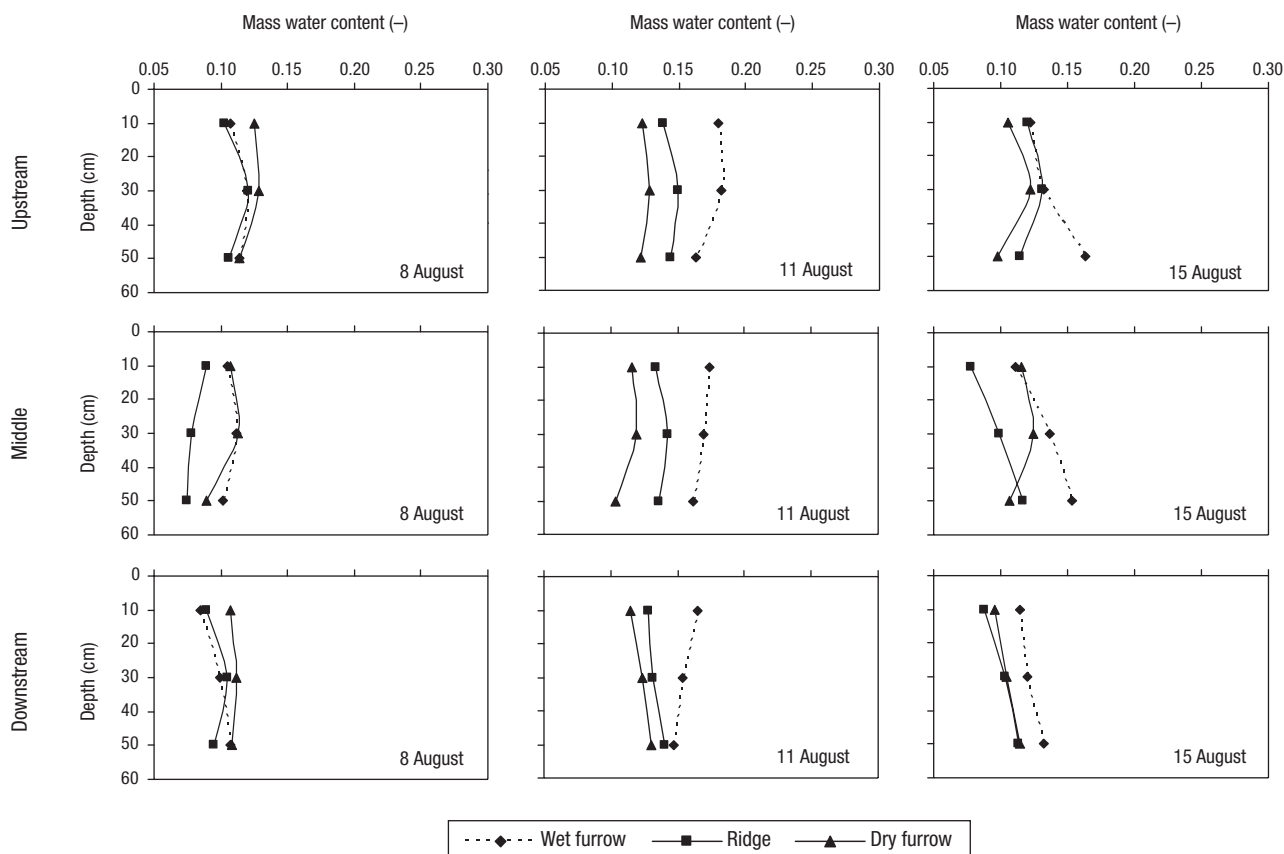 Mass water content (–) Mass water content (–) Mass water content (–)
0.05 0.10 0.15 0.20 0.25 0.30 0.05 0.10 0.15 0.20 0.25 0.30 0.05 0.10 0.15 0.20 0.25 0.30
Upstream
Depth (cm)
0
10
20
30
40
50
60
8 August
11 August
15 August
Middle
Depth (cm)
0
10
20
30
40
50
60
8 August
11 August
15 August
Downstream
Depth (cm)
0
10
20
30
40
50
60
8 August
11 August
15 August
Wet furrow Ridge Dry furrow